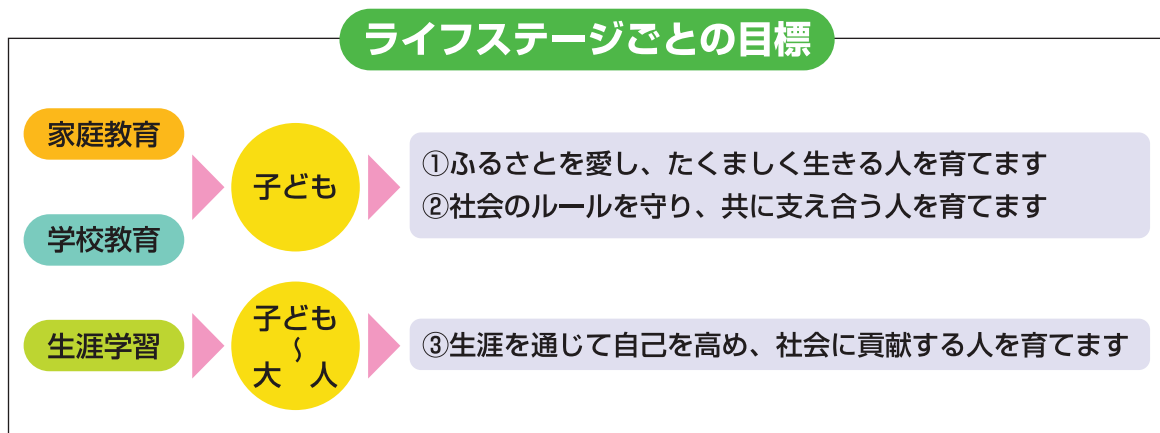 ライフステージごとの目標
家庭教育
学校教育
子ども
①ふるさとを愛し、たくましく生きる人を育てます
②社会のルールを守り、共に支え合う人を育てます
生涯学習
子ども
〜
大 人
③生涯を通じて自己を高め、社会に貢献する人を育てます